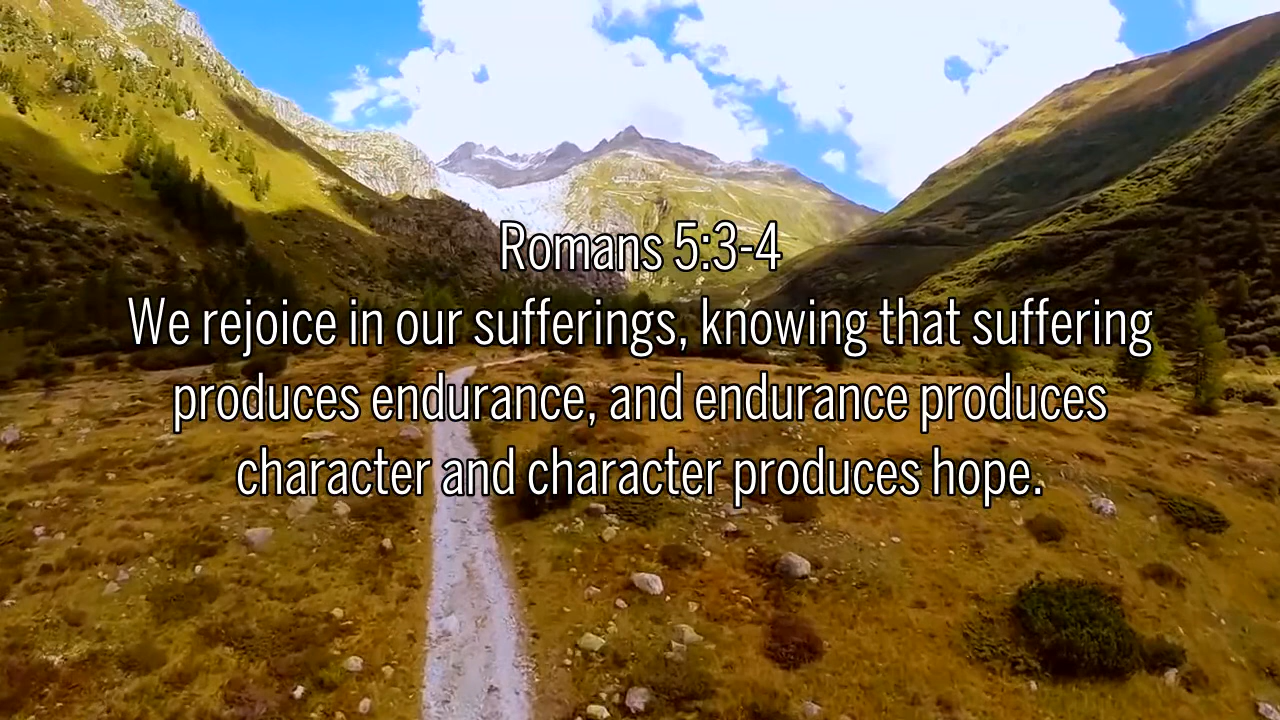 Romans 5:3-4
We rejoice in our sufferings, knowing that suffering
produces endurance, and endurance produces
character and character produces hope.